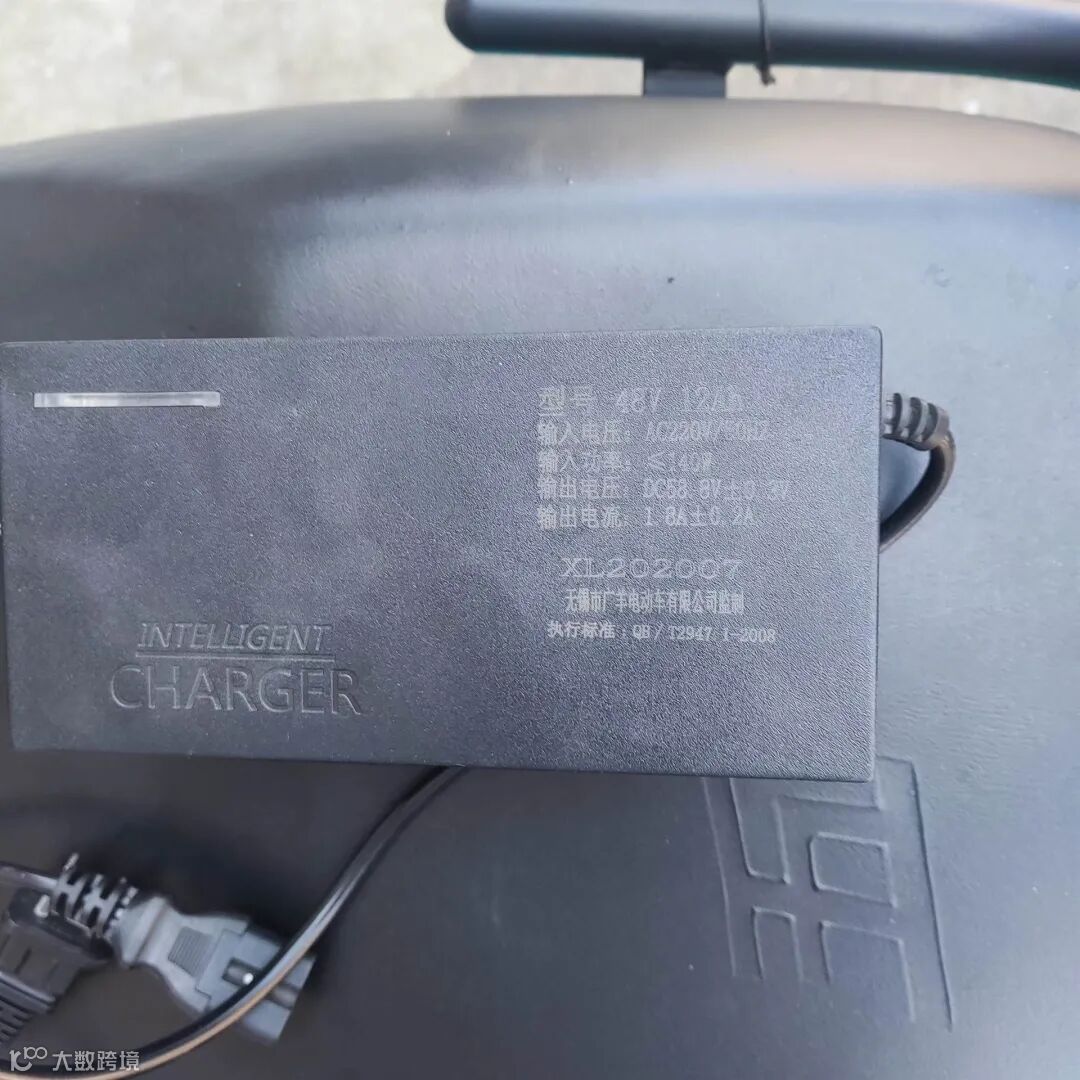 型号 48V 12Ah
输入电压: AC220V/50HZ
输入功率: ≤140W
输出电压: DC58.8V±0.3V
输出电流: 1.8A±0.2A
XL202007
无锡市广丰电动车有限公司监制
执行标准: QB/T2947.1-2008
INTELLIGENT
CHARGER
大数跨境